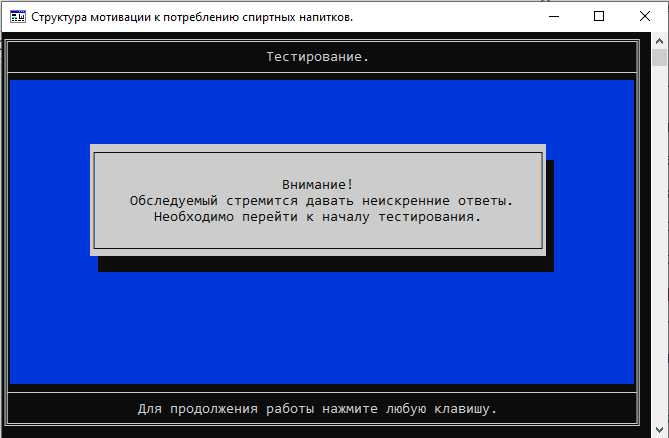 Структура мотивации к потреблению спиртных напитков.
Тестирование.
Внимание!
Обследуемый стремится давать неискренние ответы.
Необходимо перейти к началу тестирования.
Для продолжения работы нажмите любую клавишу.